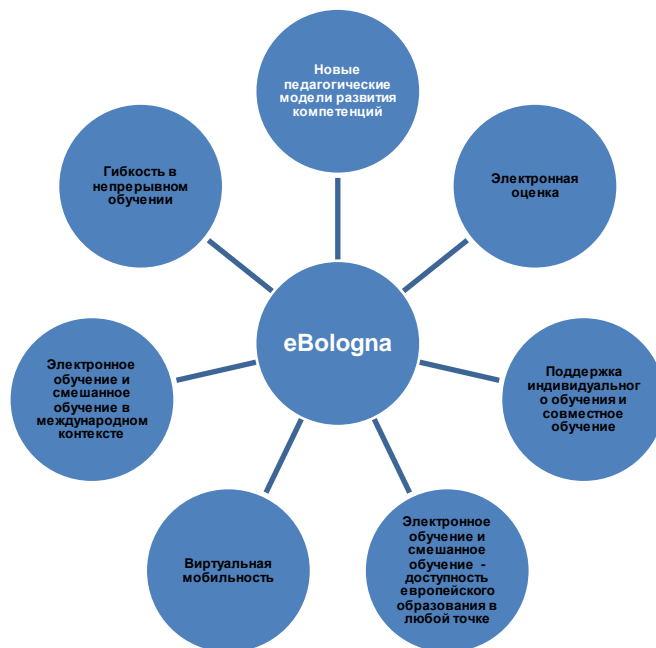 Новые
педагогические
модели развития
компетенций
Гибкость в
непрерывном
обучении
Электронная
оценка
eBologna
Электронное
обучение и
смешанное
обучение в
международном
контексте
Поддержка
индивидуальног
о обучения и
совместное
обучение
Виртуальная
мобильность
Электронное
обучение и
смешанное
обучение -
доступность
европейского
образования в
любой точке